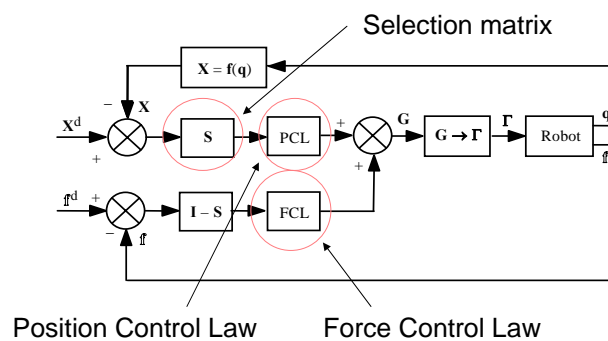 Selection matrix
X = f(q)
−
X
X^d
+
S
PCL
+
+
G
G → Γ
Γ
Robot
q
𝕗
𝕗^d
+
−
𝕗
I − S
FCL
Position Control Law
Force Control Law